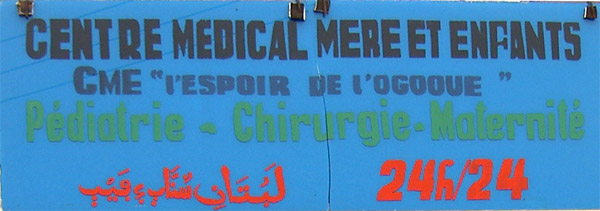 CENTRE MEDICAL MERE ET ENFANTS
CME "l'ESPOIR DE l'OGOOUE"
Pédiatrie - Chirurgie - Maternité
24h/24